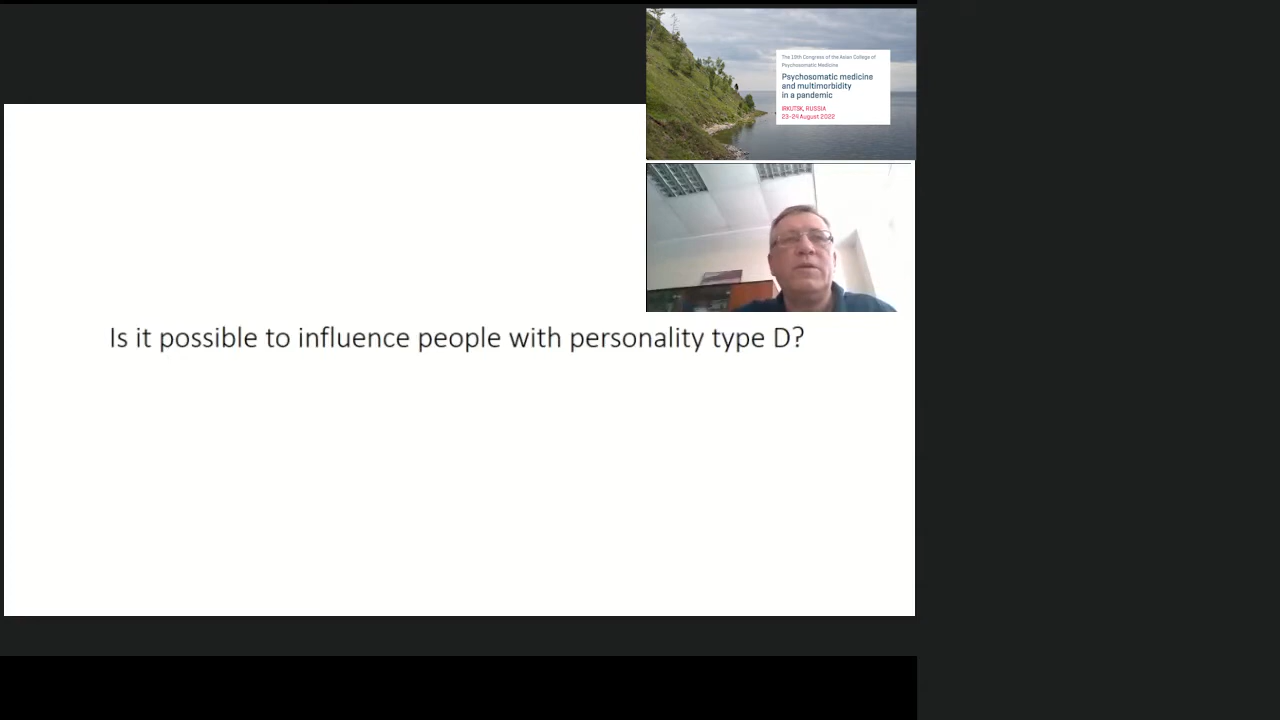 The 19th Congress of the Asian College of
Psychosomatic Medicine
Psychosomatic medicine
and multimorbidity
in a pandemic
IRKUTSK, RUSSIA
23-24 August 2022
Is it possible to influence people with personality type D?